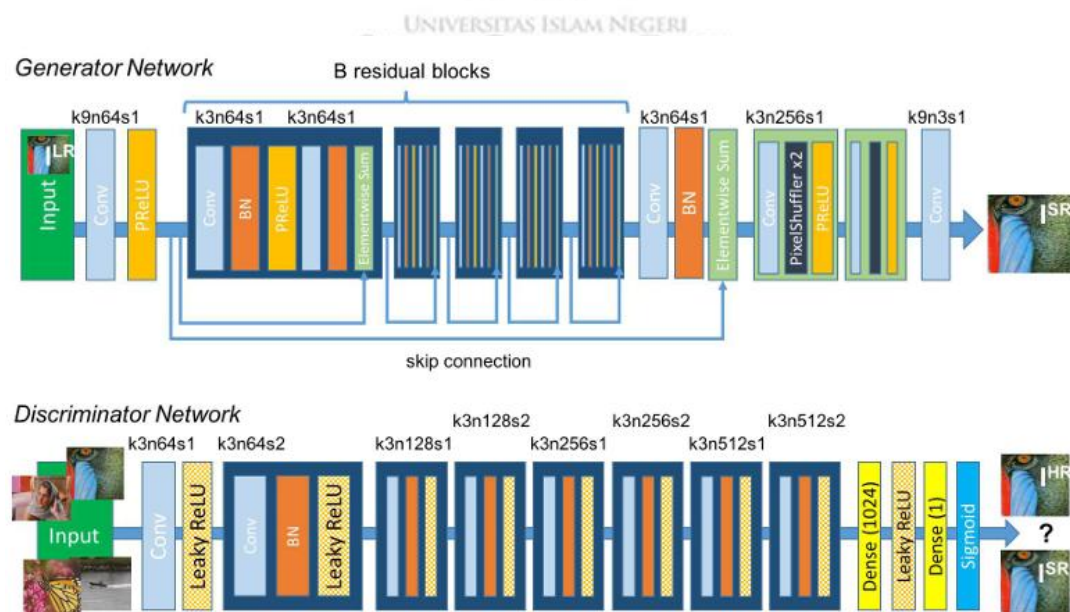 UNIVERSITAS ISLAM NEGERI
Generator Network
B residual blocks
k9n64s1
k3n64s1
k3n64s1
k3n64s1
k3n256s1
k9n3s1
I LR
Input
Conv
PReLU
Conv
BN
PReLU
Elementwise Sum
Conv
BN
Elementwise Sum
Conv
PixelShuffler x2
PReLU
Conv
I SR
skip connection
Discriminator Network
k3n64s1
k3n64s2
k3n128s1
k3n128s2
k3n256s1
k3n256s2
k3n512s1
k3n512s2
Input
Conv
Leaky ReLU
Conv
BN
Leaky ReLU
Dense (1024)
Leaky ReLU
Dense (1)
Sigmoid
I HR
?
I SR